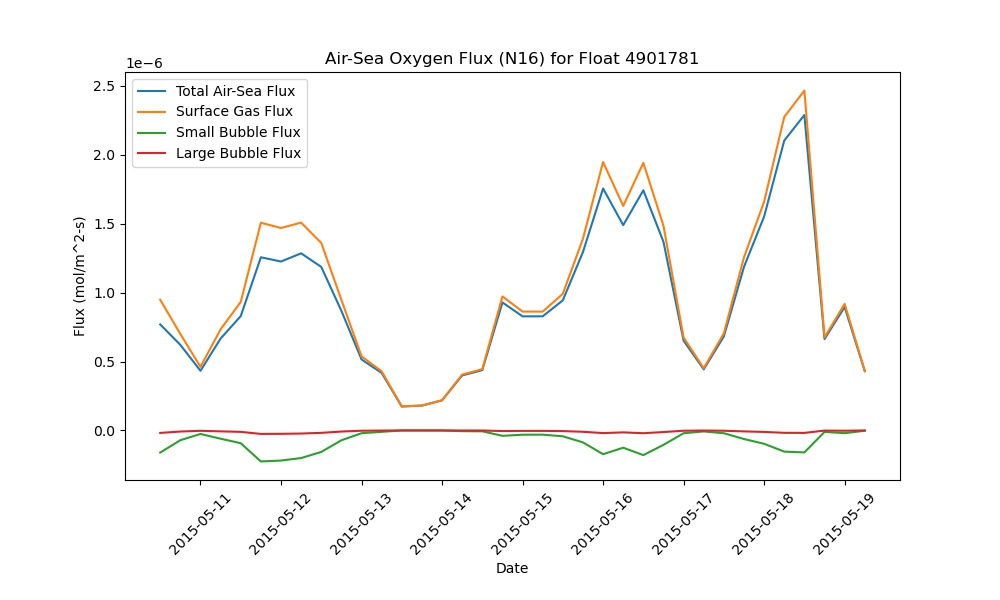 Air-Sea Oxygen Flux (N16) for Float 4901781
1e−6
Total Air-Sea Flux
Surface Gas Flux
Small Bubble Flux
Large Bubble Flux
2.5
2.0
1.5
1.0
0.5
0.0
Flux (mol/m^2-s)
2015-05-11
2015-05-12
2015-05-13
2015-05-14
2015-05-15
2015-05-16
2015-05-17
2015-05-18
2015-05-19
Date